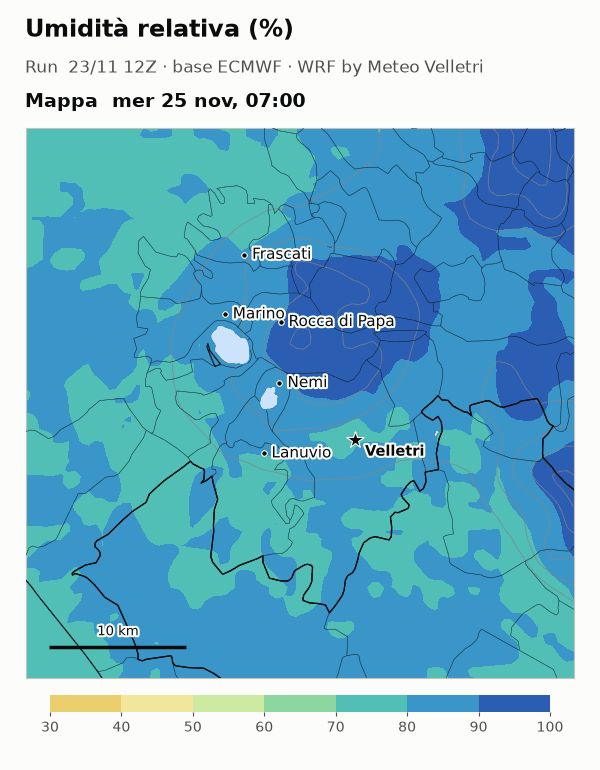 Umidità relativa (%)
Run  23/11 12Z · base ECMWF · WRF by Meteo Velletri
Mappa  mer 25 nov, 07:00
Frascati
Marino
Rocca di Papa
Nemi
Velletri
Lanuvio
10 km
30 40 50 60 70 80 90 100